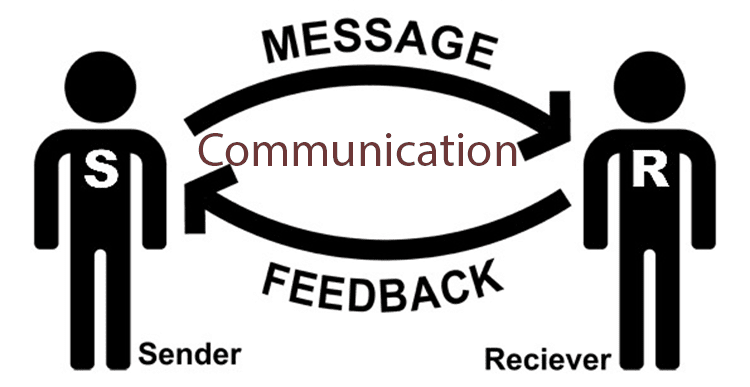 MESSAGE
Communication
S
R
FEEDBACK
Sender
Reciever